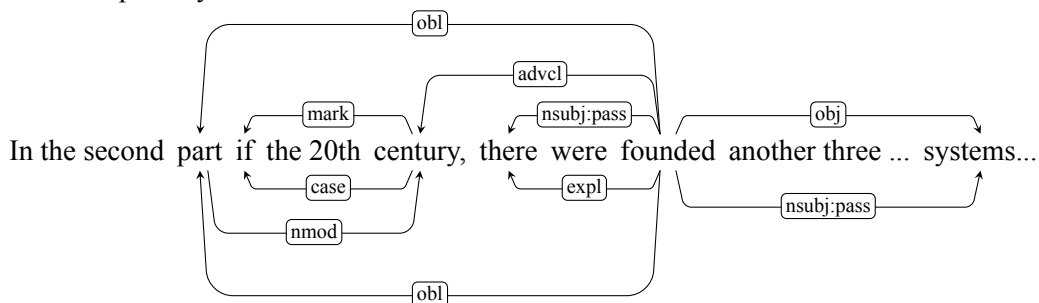 obl
advcl
mark nsubj:pass obj
In the second part if the 20th century, there were founded another three ... systems...
case expl
nsubj:pass
nmod
obl